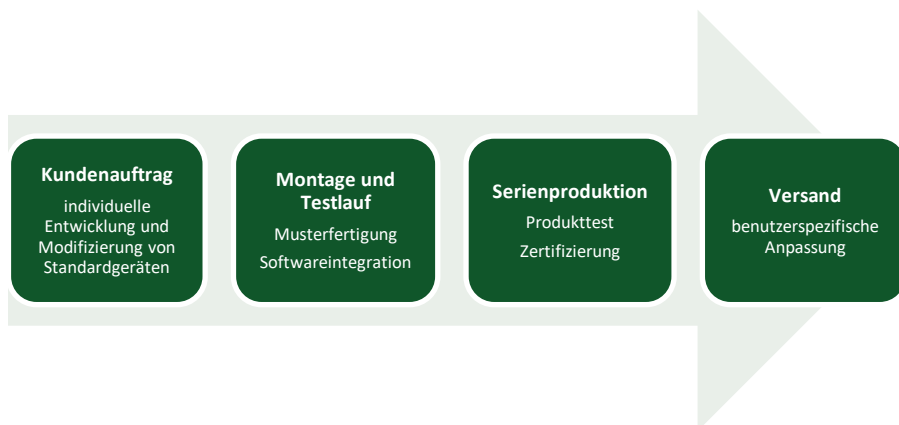 Kundenauftrag
individuelle
Entwicklung und
Modifizierung von
Standardgeräten
Montage und
Testlauf
Musterfertigung
Softwareintegration
Serienproduktion
Produkttest
Zertifizierung
Versand
benutzerspezifische
Anpassung